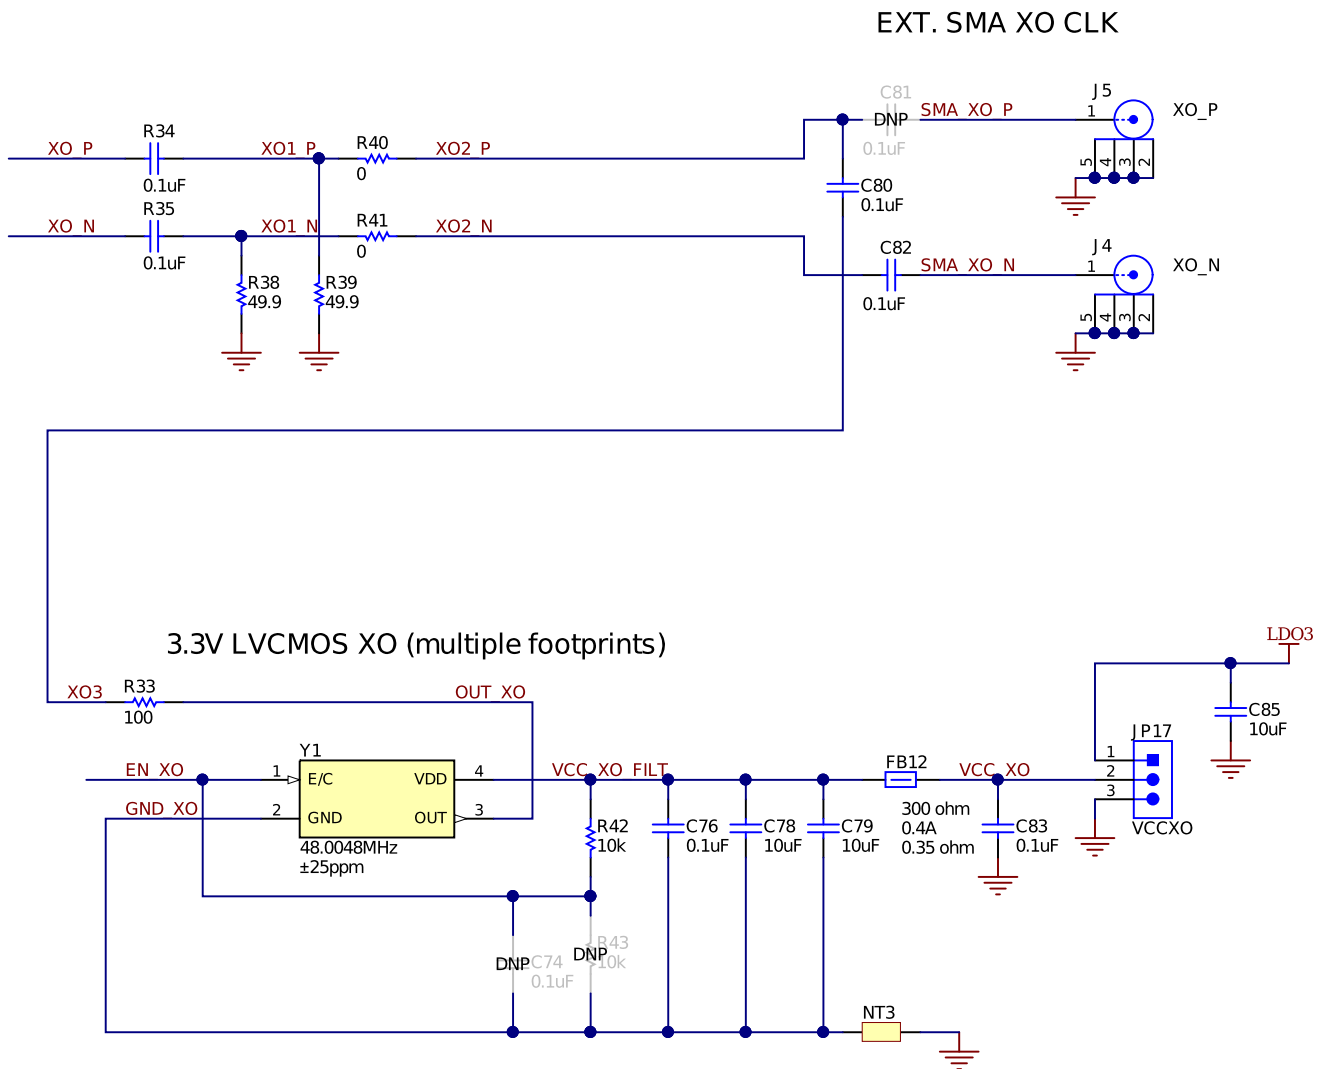 EXT. SMA XO CLK
C81
DNP
0.1uF
SMA_XO_P
J5
1
XO_P
5
4
3
2
R34
XO_P
0.1uF
XO1_P
R40
0
XO2_P
C80
0.1uF
R35
XO_N
0.1uF
XO1_N
R41
0
XO2_N
C82
0.1uF
SMA_XO_N
J4
1
XO_N
5
4
3
2
R38
49.9
R39
49.9
3.3V LVCMOS XO (multiple footprints)
LDO3
XO3
R33
100
OUT_XO
C85
10uF
JP17
1
2
3
VCCXO
Y1
EN_XO
1
E/C
VDD
4
VCC_XO_FILT
FB12
VCC_XO
GND_XO
2
GND
OUT
3
300 ohm
0.4A
0.35 ohm
48.0048MHz
±25ppm
R42
10k
C76
0.1uF
C78
10uF
C79
10uF
C83
0.1uF
DNP
C74
0.1uF
DNP
R43
10k
NT3